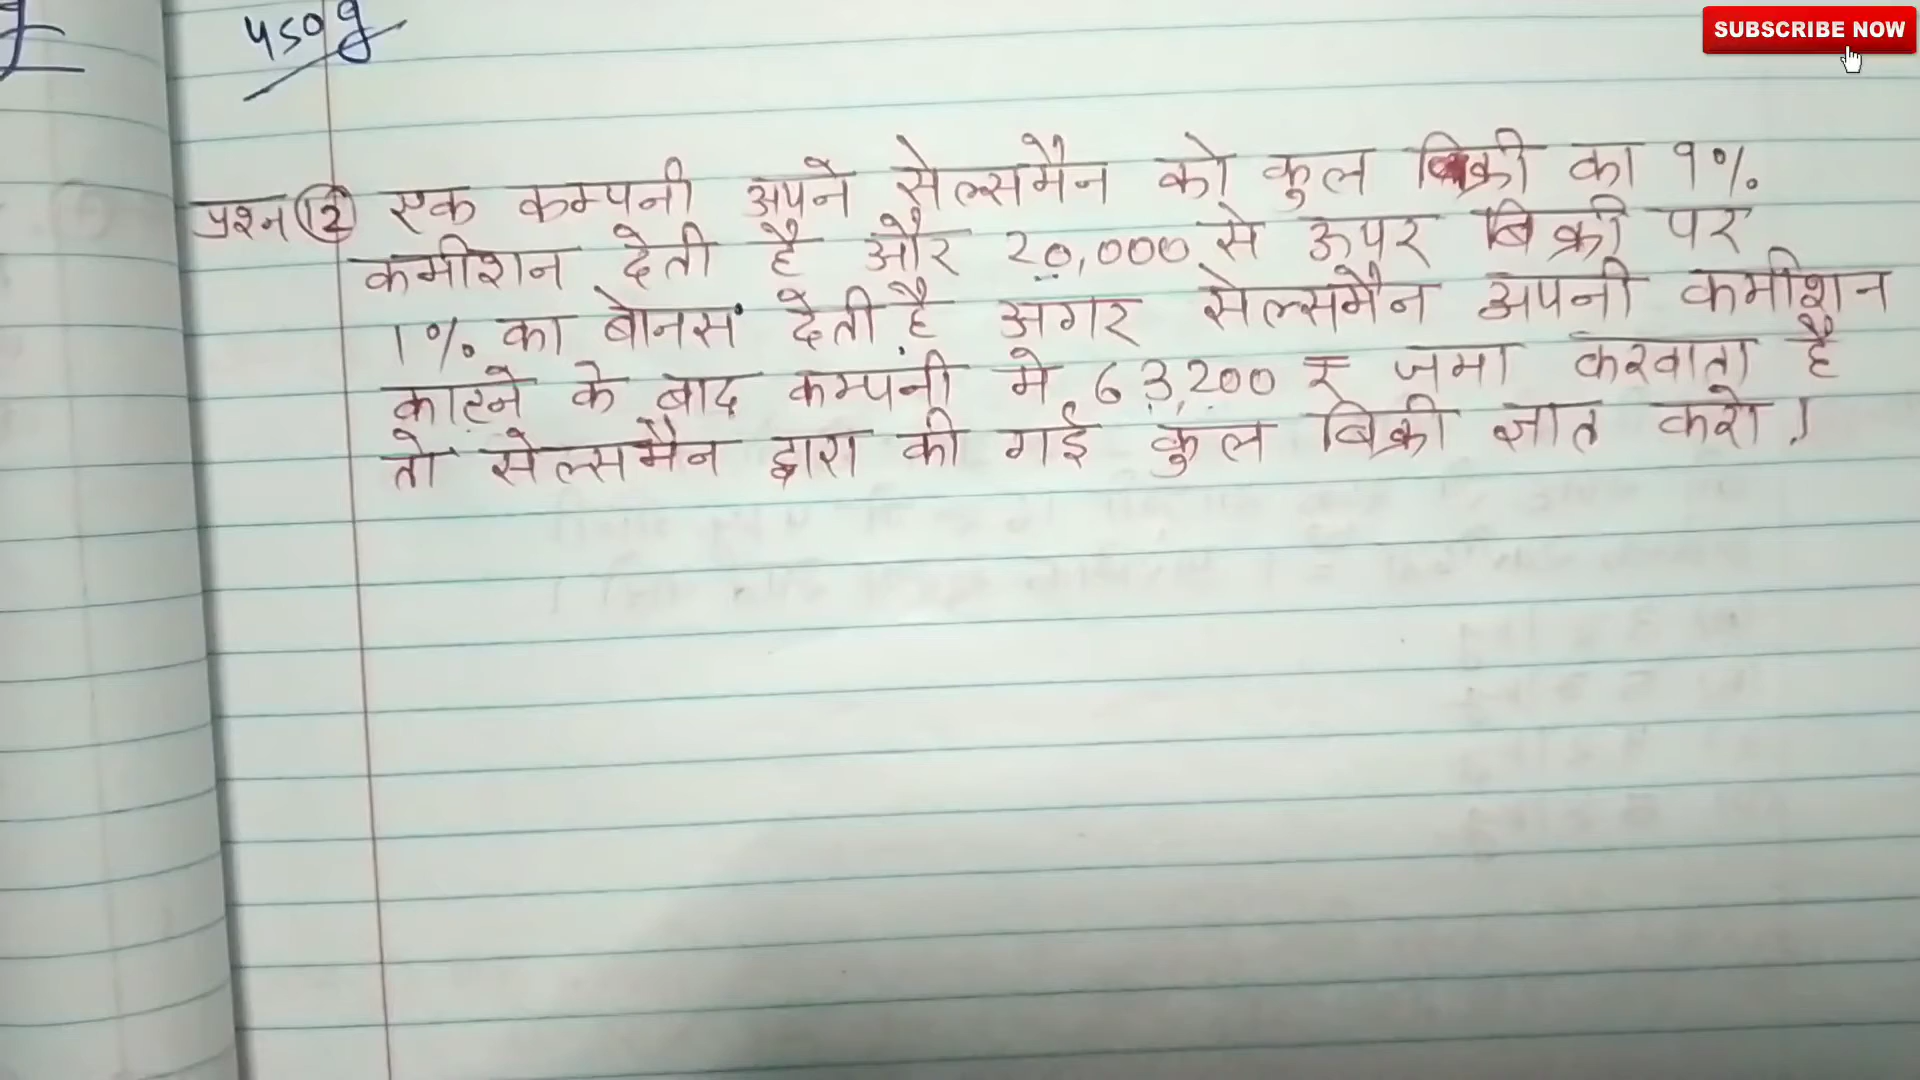 450g
SUBSCRIBE NOW
प्रश्न 12 एक कम्पनी अपने सेल्समैन को कुल बिक्री का 9%
कमीशन देती है और 20,000 से ऊपर बिक्री पर
1% का बोनस देती है अगर सेल्समैन अपनी कमीशन
काटने के बाद कम्पनी मे 63,200 ₹ जमा करवाता है
तो सेल्समैन द्वारा की गई कुल बिक्री ज्ञात करो।